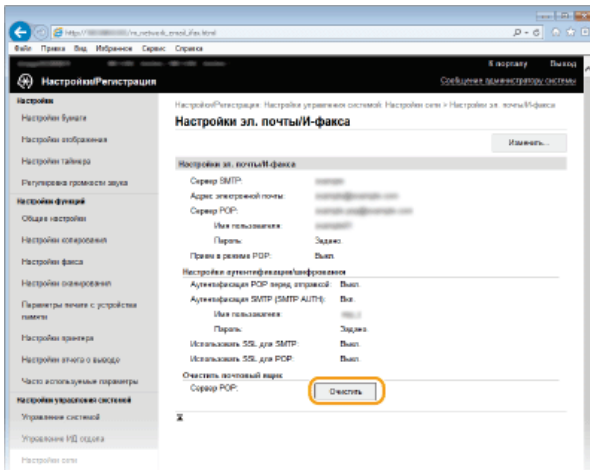 http://
/m_network_email_ifax.html
Файл Правка Вид Избранное Сервис Справка
К порталу Выход
Настройки/Регистрация
Сообщение администратору системы
Настройки
Настройки бумаги
Настройки отображения
Настройки таймера
Регулировка громкости звука
Настройки функций
Общие настройки
Настройки копирования
Настройки факса
Настройки сканирования
Параметры печати с устройства памяти
Настройки принтера
Настройки отчета о выводе
Часто используемые параметры
Настройки управления системой
Управление системой
Управление ИД отдела
Настройки сети
Настройки/Регистрация: Настройки управления системой: Настройки сети > Настройки эл. почты/И-факса
Настройки эл. почты/И-факса
Изменить...
Настройки эл. почты/И-факса
Сервер SMTP:
Адрес электронной почты:
Сервер POP:
Имя пользователя:
Пароль: Задано.
Прием в режиме POP: Выкл.
Настройки аутентификации/шифрования
Аутентификация POP перед отправкой: Выкл.
Аутентификация SMTP (SMTP AUTH): Вкл.
Имя пользователя:
Пароль: Задано.
Использовать SSL для SMTP: Выкл.
Использовать SSL для POP: Выкл.
Очистить почтовый ящик
Сервер POP: Очистить